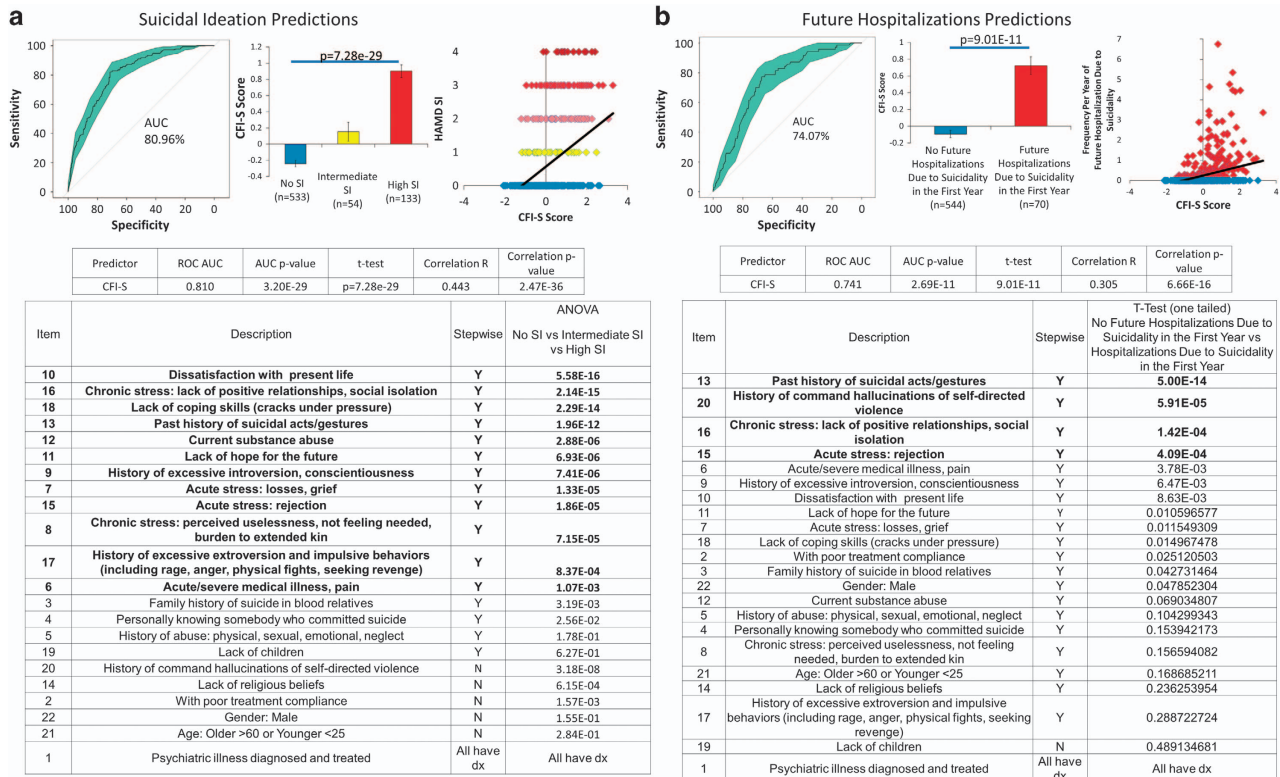 a
Suicidal Ideation Predictions
100
80
60
40
20
0
Sensitivity
AUC
80.96%
100 80 60 40 20 0
Specificity
p=7.28e-29
1.2
1
0.8
0.6
0.4
0.2
0
-0.2
-0.4
CFI-S Score
No SI
(n=533)
Intermediate
SI
(n=54)
High SI
(n=133)
HAMD SI
4
3
2
1
0
-4 -2 0 2 4
CFI-S Score
Predictor ROC AUC AUC p-value t-test Correlation R Correlation p-
value
CFI-S 0.810 3.20E-29 p=7.28e-29 0.443 2.47E-36
Item Description Stepwise ANOVA
No SI vs Intermediate SI
vs High SI
10 Dissatisfaction with present life Y 5.58E-16
16 Chronic stress: lack of positive relationships, social isolation Y 2.14E-15
18 Lack of coping skills (cracks under pressure) Y 2.29E-14
13 Past history of suicidal acts/gestures Y 1.96E-12
12 Current substance abuse Y 2.88E-06
11 Lack of hope for the future Y 6.93E-06
9 History of excessive introversion, conscientiousness Y 7.41E-06
7 Acute stress: losses, grief Y 1.33E-05
15 Acute stress: rejection Y 1.86E-05
8 Chronic stress: perceived uselessness, not feeling needed,
burden to extended kin Y 7.15E-05
17 History of excessive extroversion and impulsive behaviors
(including rage, anger, physical fights, seeking revenge) Y 8.37E-04
6 Acute/severe medical illness, pain Y 1.07E-03
3 Family history of suicide in blood relatives Y 3.19E-03
4 Personally knowing somebody who committed suicide Y 2.56E-02
5 History of abuse: physical, sexual, emotional, neglect Y 1.78E-01
19 Lack of children Y 6.27E-01
20 History of command hallucinations of self-directed violence N 3.18E-08
14 Lack of religious beliefs N 6.15E-04
2 With poor treatment compliance N 1.57E-03
22 Gender: Male N 1.55E-01
21 Age: Older >60 or Younger <25 N 2.84E-01
1 Psychiatric illness diagnosed and treated All have
dx All have dx
b
Future Hospitalizations Predictions
100
80
60
40
20
0
Sensitivity
AUC
74.07%
100 80 60 40 20 0
Specificity
p=9.01E-11
1
0.8
0.6
0.4
0.2
0
-0.2
CFI-S Score
No Future
Hospitalizations
Due to Suicidality
in the First Year
(n=544)
Future
Hospitalizations
Due to Suicidality
in the First Year
(n=70)
Frequency Per Year of
Future Hospitalization Due to
Suicidality
7
6
5
4
3
2
1
0
-4 -2 0 2 4
CFI-S Score
Predictor ROC AUC AUC p-value t-test Correlation R Correlation p-
value
CFI-S 0.741 2.69E-11 9.01E-11 0.305 6.66E-16
Item Description Stepwise T-Test (one tailed)
No Future Hospitalizations Due to
Suicidality in the First Year vs
Hospitalizations Due to Suicidality
in the First Year
13 Past history of suicidal acts/gestures Y 5.00E-14
20 History of command hallucinations of self-directed
violence Y 5.91E-05
16 Chronic stress: lack of positive relationships, social
isolation Y 1.42E-04
15 Acute stress: rejection Y 4.09E-04
6 Acute/severe medical illness, pain Y 3.78E-03
9 History of excessive introversion, conscientiousness Y 6.47E-03
10 Dissatisfaction with present life Y 8.63E-03
11 Lack of hope for the future Y 0.010596577
7 Acute stress: losses, grief Y 0.011549309
18 Lack of coping skills (cracks under pressure) Y 0.014967478
2 With poor treatment compliance Y 0.025120503
3 Family history of suicide in blood relatives Y 0.042731464
22 Gender: Male Y 0.047852304
12 Current substance abuse Y 0.069034807
5 History of abuse: physical, sexual, emotional, neglect Y 0.104299343
4 Personally knowing somebody who committed suicide Y 0.153942173
8 Chronic stress: perceived uselessness, not feeling
needed, burden to extended kin Y 0.156594082
21 Age: Older >60 or Younger <25 Y 0.168685211
14 Lack of religious beliefs Y 0.236253954
17 History of excessive extroversion and impulsive
behaviors (including rage, anger, physical fights, seeking
revenge) Y 0.288722724
19 Lack of children N 0.489134681
1 Psychiatric illness diagnosed and treated All have
dx All have dx